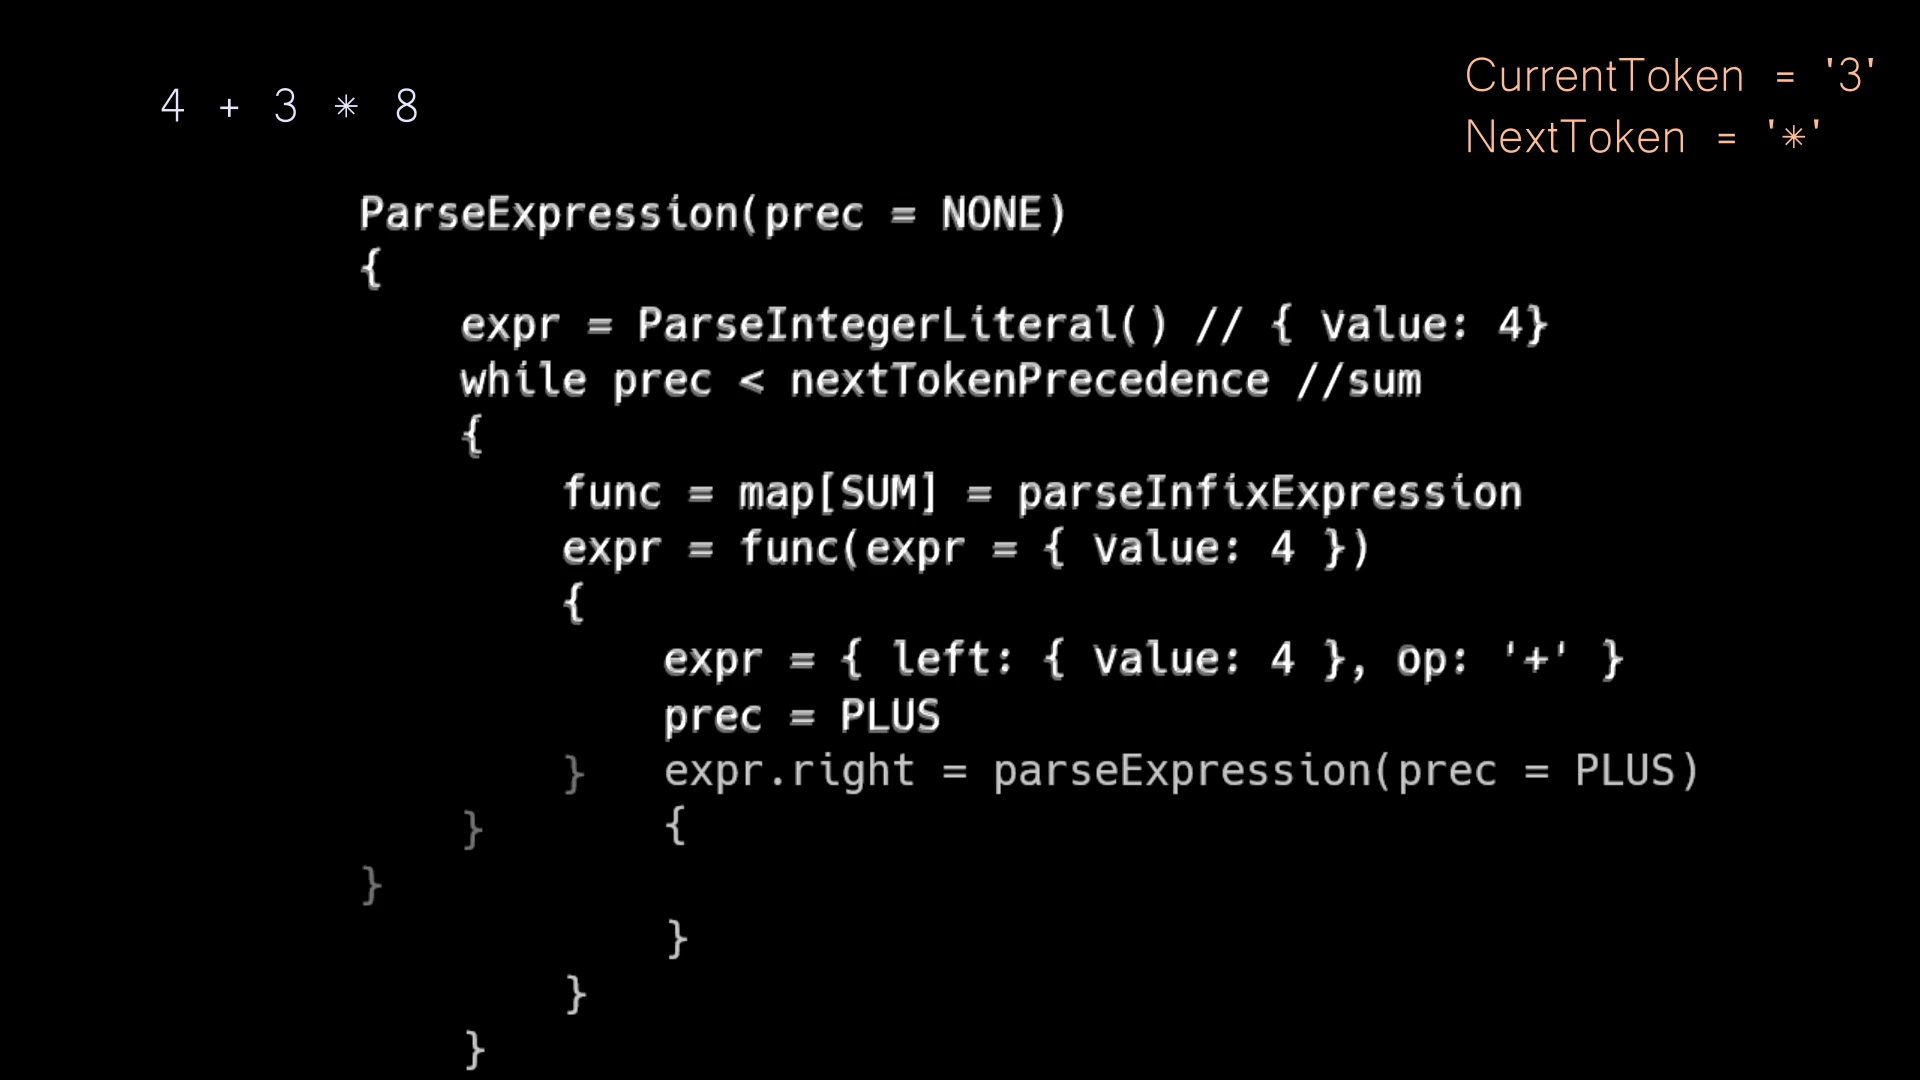 4 + 3 * 8
CurrentToken = '3'
NextToken = '*'
ParseExpression(prec = NONE)
{
expr = ParseIntegerLiteral() // { value: 4}
while prec < nextTokenPrecedence //sum
{
func = map[SUM] = parseInfixExpression
expr = func(expr = { value: 4 })
{
expr = { left: { value: 4 }, op: '+' }
prec = PLUS
} expr.right = parseExpression(prec = PLUS)
} {
}
}
}
}